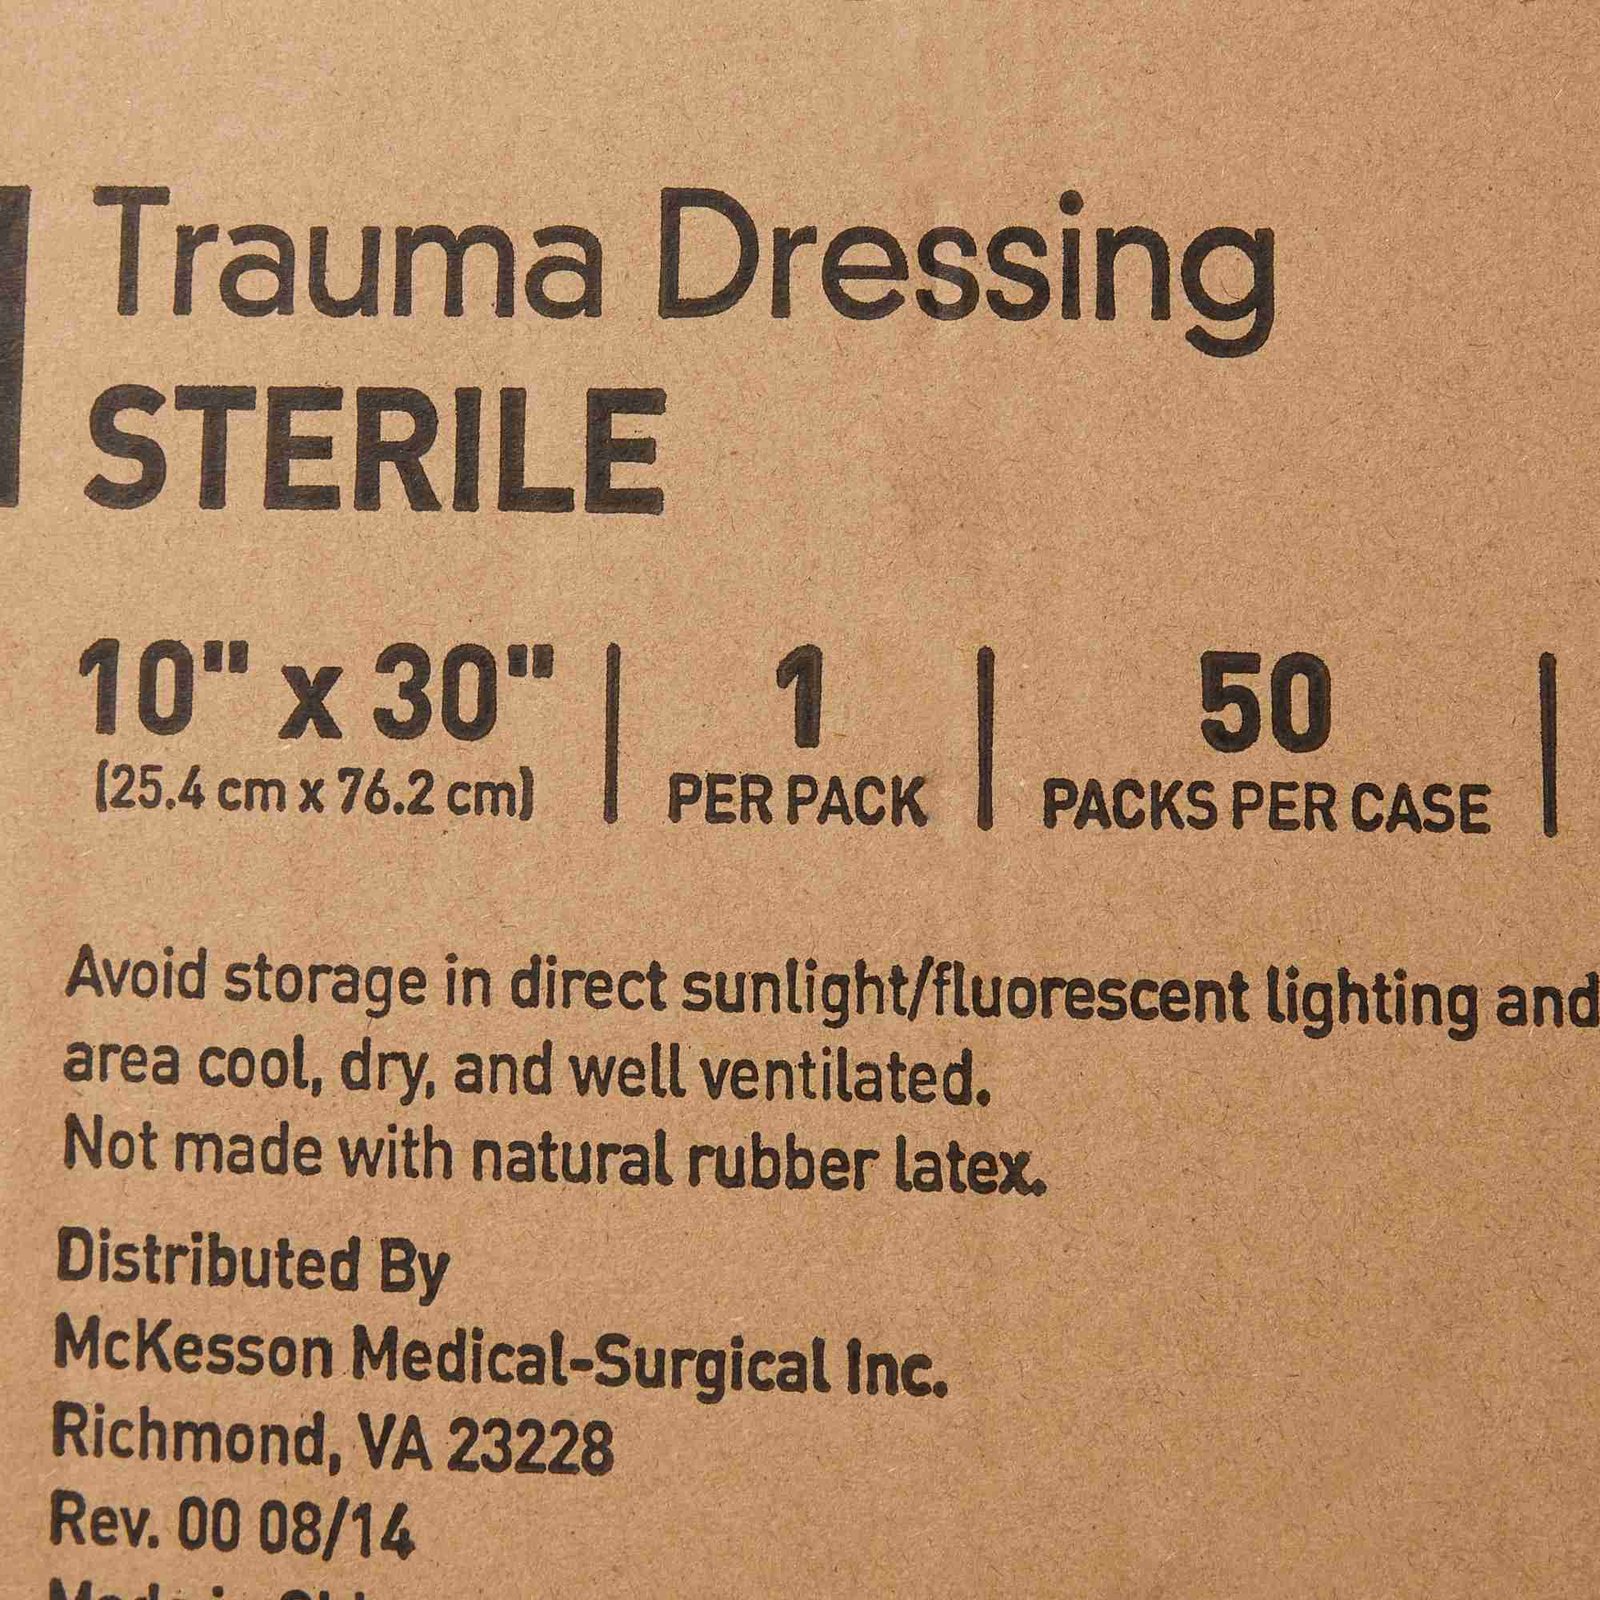 Trauma Dressing
STERILE
10" x 30"
(25.4 cm x 76.2 cm)
1
PER PACK
50
PACKS PER CASE
Avoid storage in direct sunlight/fluorescent lighting and
area cool, dry, and well ventilated.
Not made with natural rubber latex.
Distributed By
McKesson Medical-Surgical Inc.
Richmond, VA 23228
Rev. 00 08/14
Made in